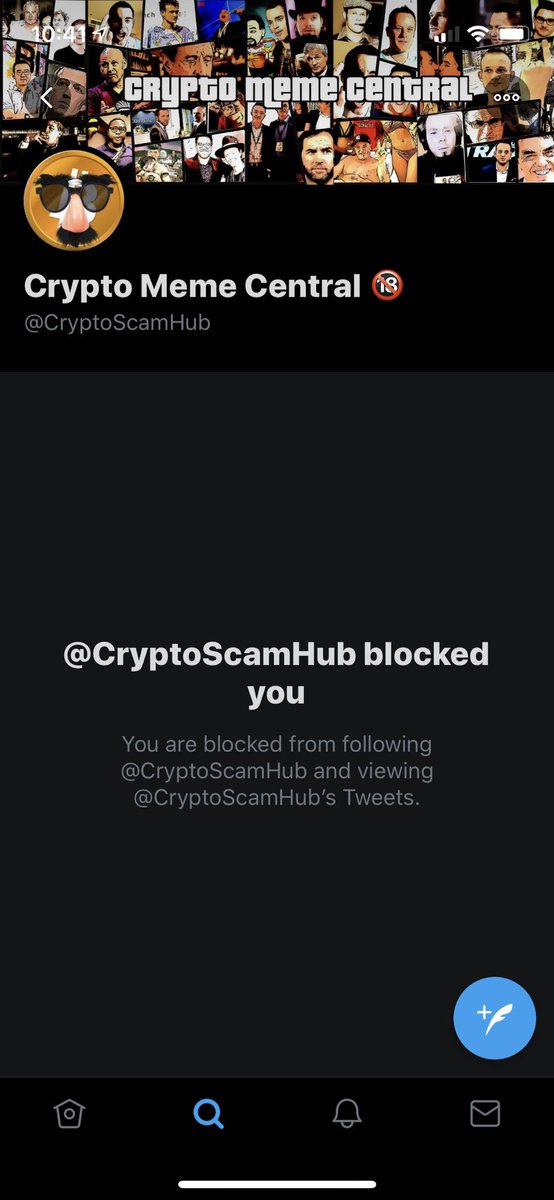 10:41
CRYPTO MEME CENTRAL
Crypto Meme Central 🔞
@CryptoScamHub
@CryptoScamHub blocked
you
You are blocked from following
@CryptoScamHub and viewing
@CryptoScamHub’s Tweets.